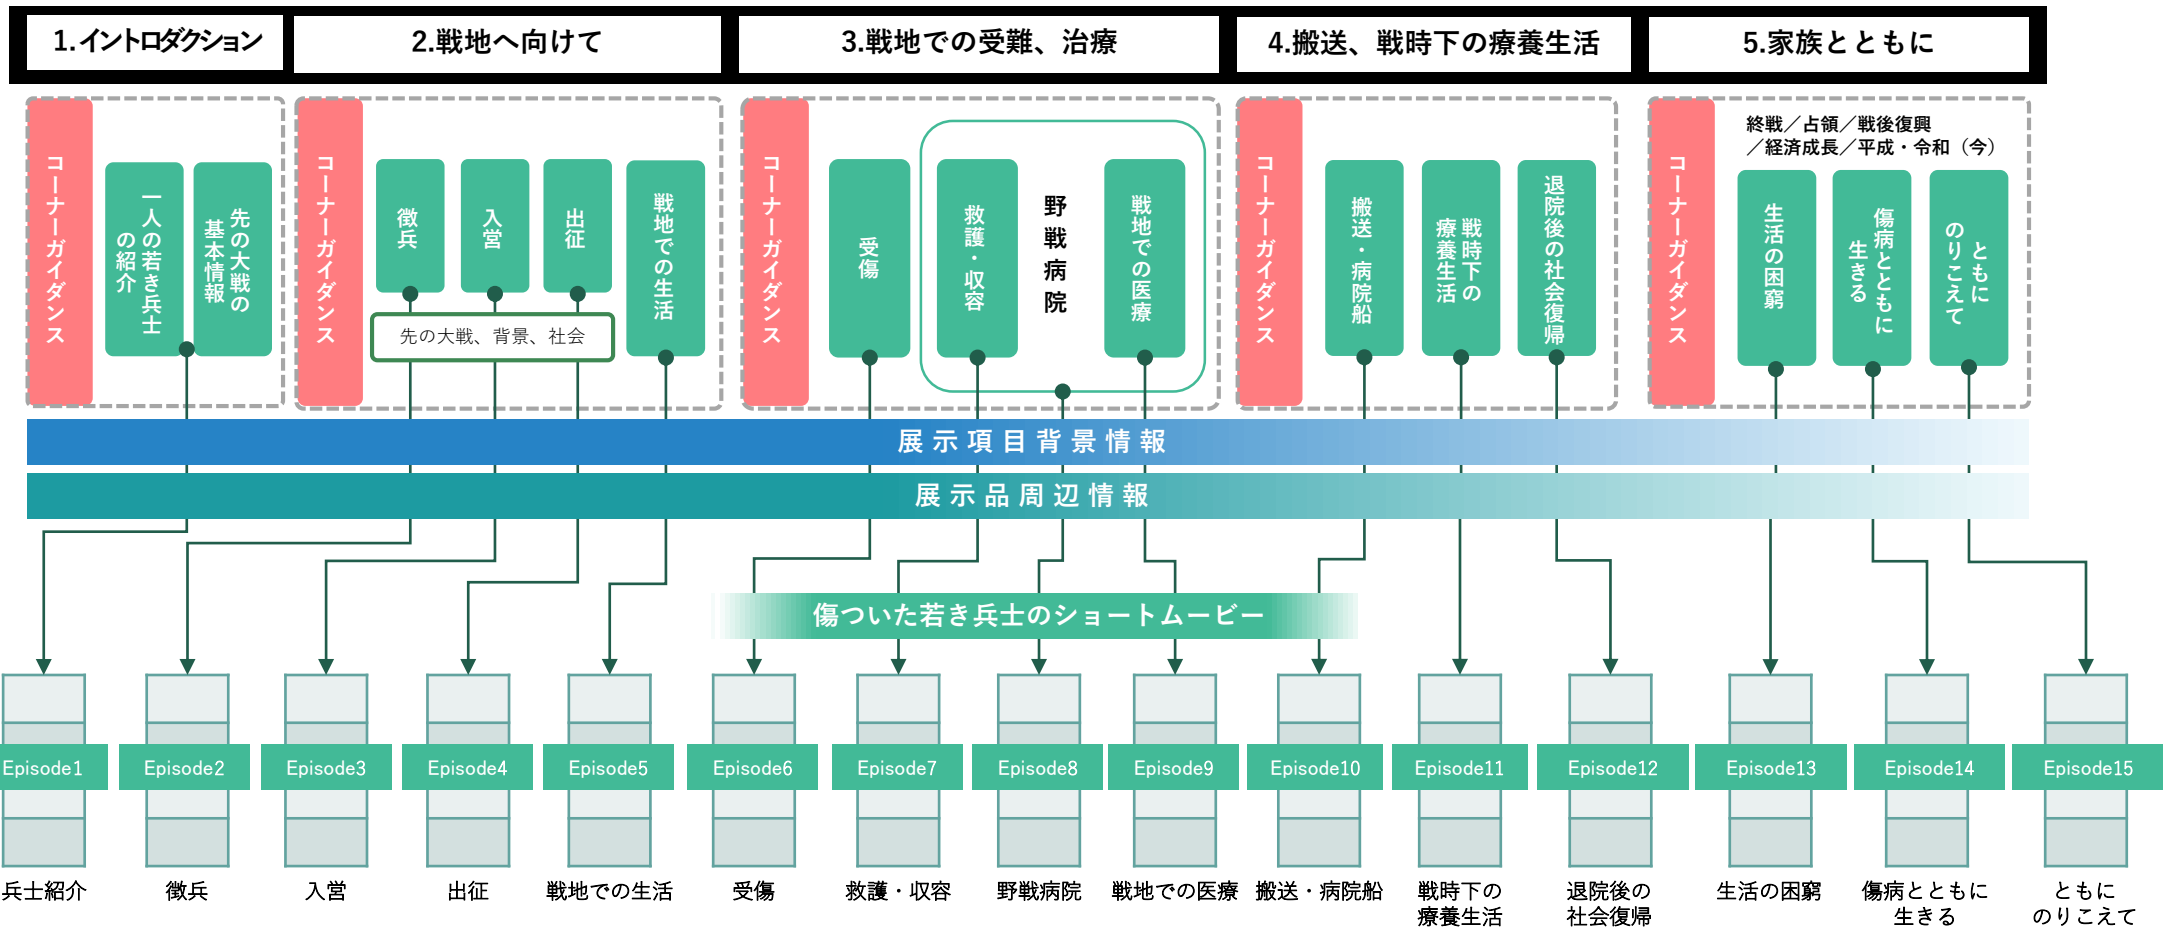 1.イントロダクション
2.戦地へ向けて
3.戦地での受難、治療
4.搬送、戦時下の療養生活
5.家族とともに
コーナーガイダンス
一人の若き兵士
の紹介
先の大戦の
基本情報
コーナーガイダンス
徴兵
入営
出征
戦地での生活
先の大戦、背景、社会
コーナーガイダンス
受傷
救護・収容
野戦病院
戦地での医療
コーナーガイダンス
搬送・病院船
戦時下の
療養生活
退院後の社会復帰
コーナーガイダンス
終戦／占領／戦後復興
／経済成長／平成・令和（今）
生活の困窮
傷病とともに
生きる
ともに
のりこえて
展示項目背景情報
展示品周辺情報
傷ついた若き兵士のショートムービー
Episode1
Episode2
Episode3
Episode4
Episode5
Episode6
Episode7
Episode8
Episode9
Episode10
Episode11
Episode12
Episode13
Episode14
Episode15
兵士紹介
徴兵
入営
出征
戦地での生活
受傷
救護・収容
野戦病院
戦地での医療
搬送・病院船
戦時下の
療養生活
退院後の
社会復帰
生活の困窮
傷病とともに
生きる
ともに
のりこえて